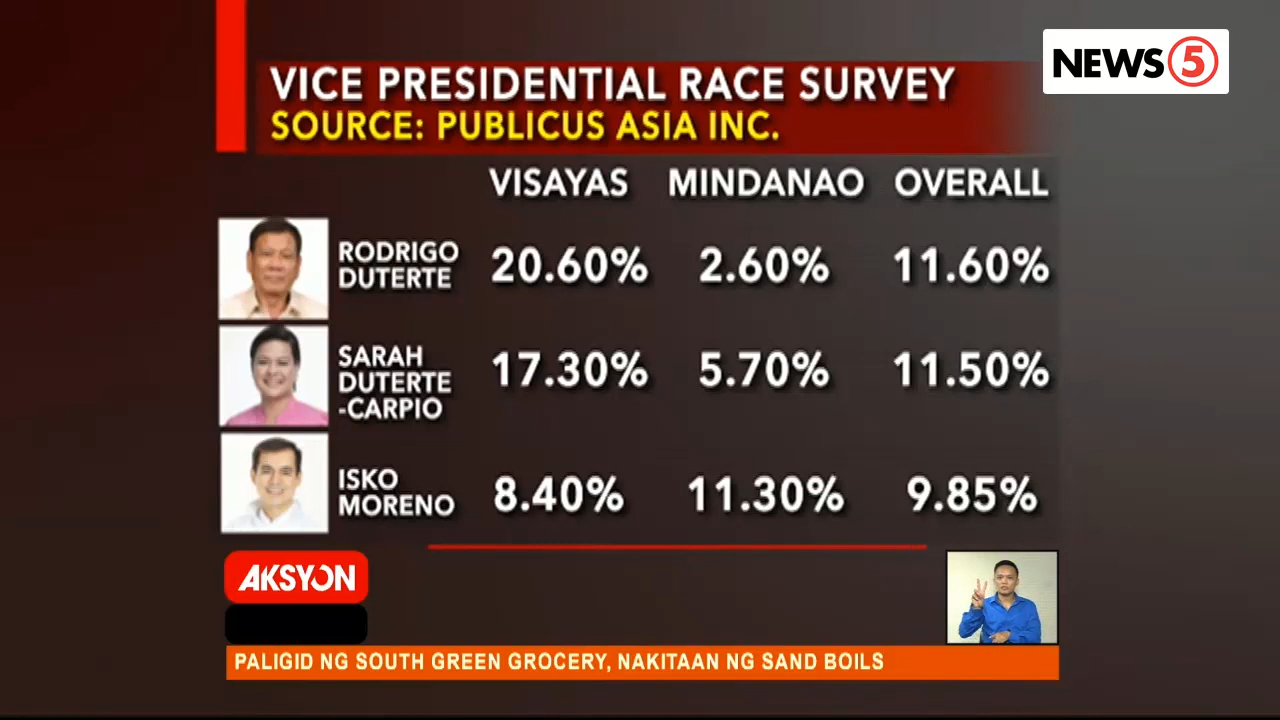 NEWS 5
VICE PRESIDENTIAL RACE SURVEY
SOURCE: PUBLICUS ASIA INC.
VISAYAS MINDANAO OVERALL
RODRIGO
DUTERTE
20.60% 2.60% 11.60%
SARAH
DUTERTE
-CARPIO
17.30% 5.70% 11.50%
ISKO
MORENO
8.40% 11.30% 9.85%
AKSYON
PALIGID NG SOUTH GREEN GROCERY, NAKITAAN NG SAND BOILS